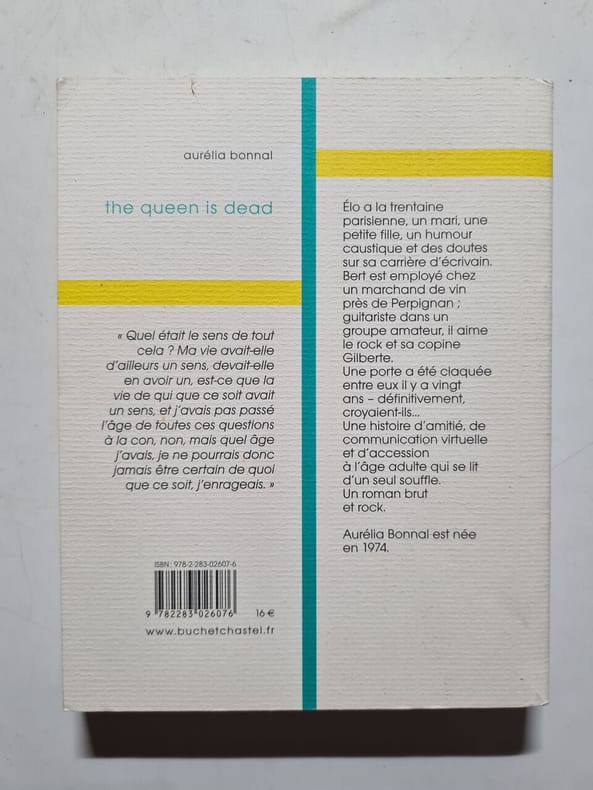 aurélia bonnal
the queen is dead
« Quel était le sens de tout
cela ? Ma vie avait-elle
d'ailleurs un sens, devait-elle
en avoir un, est-ce que la
vie de qui que ce soit avait
un sens, et j'avais pas passé
l'âge de toutes ces questions
à la con, non, mais quel âge
j'avais, je ne pourrais donc
jamais être certain de quoi
que ce soit, j'enrageais. »
ISBN : 978-2-283-02607-6
9 782283 026076
16 €
www.buchetchastel.fr
Élo a la trentaine
parisienne, un mari, une
petite fille, un humour
caustique et des doutes
sur sa carrière d'écrivain.
Bert est employé chez
un marchand de vin
près de Perpignan ;
guitariste dans un
groupe amateur, il aime
le rock et sa copine
Gilberte.
Une porte a été claquée
entre eux il y a vingt
ans – définitivement,
croyaient-ils...
Une histoire d'amitié, de
communication virtuelle
et d'accession
à l'âge adulte qui se lit
d'un seul souffle.
Un roman brut
et rock.
Aurélia Bonnal est née
en 1974.